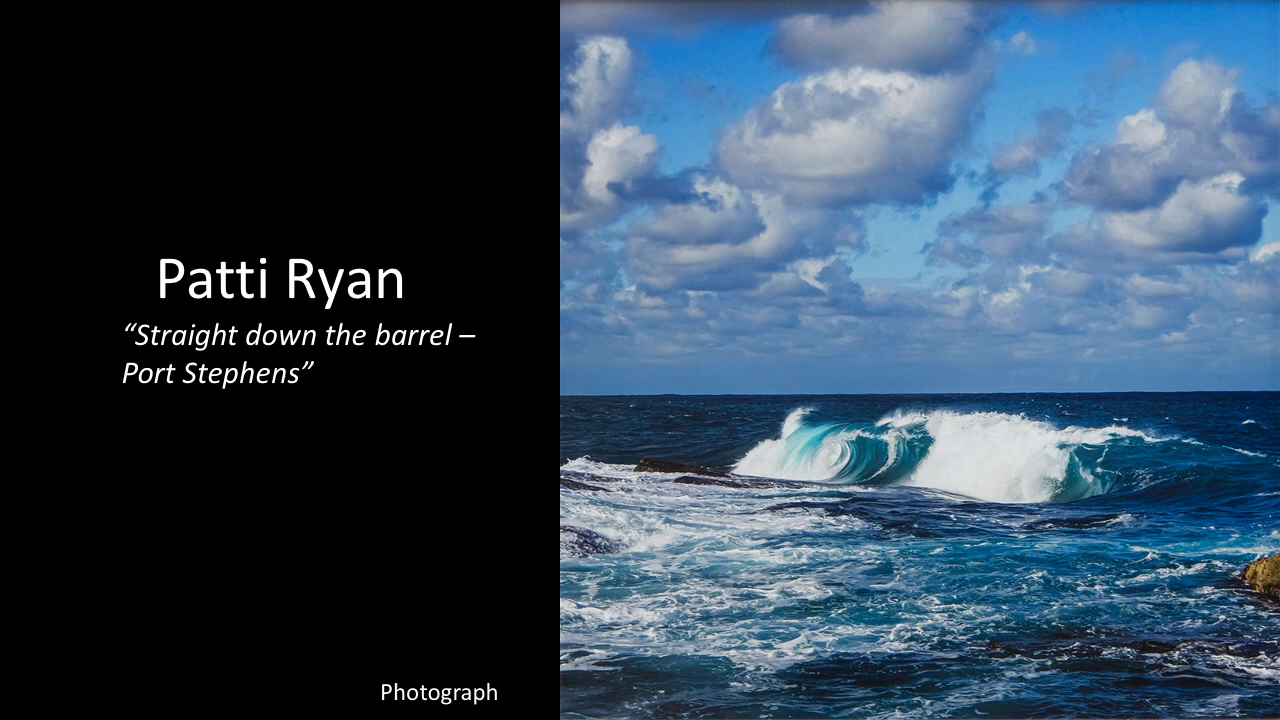 Patti Ryan
“Straight down the barrel –
Port Stephens”
Photograph